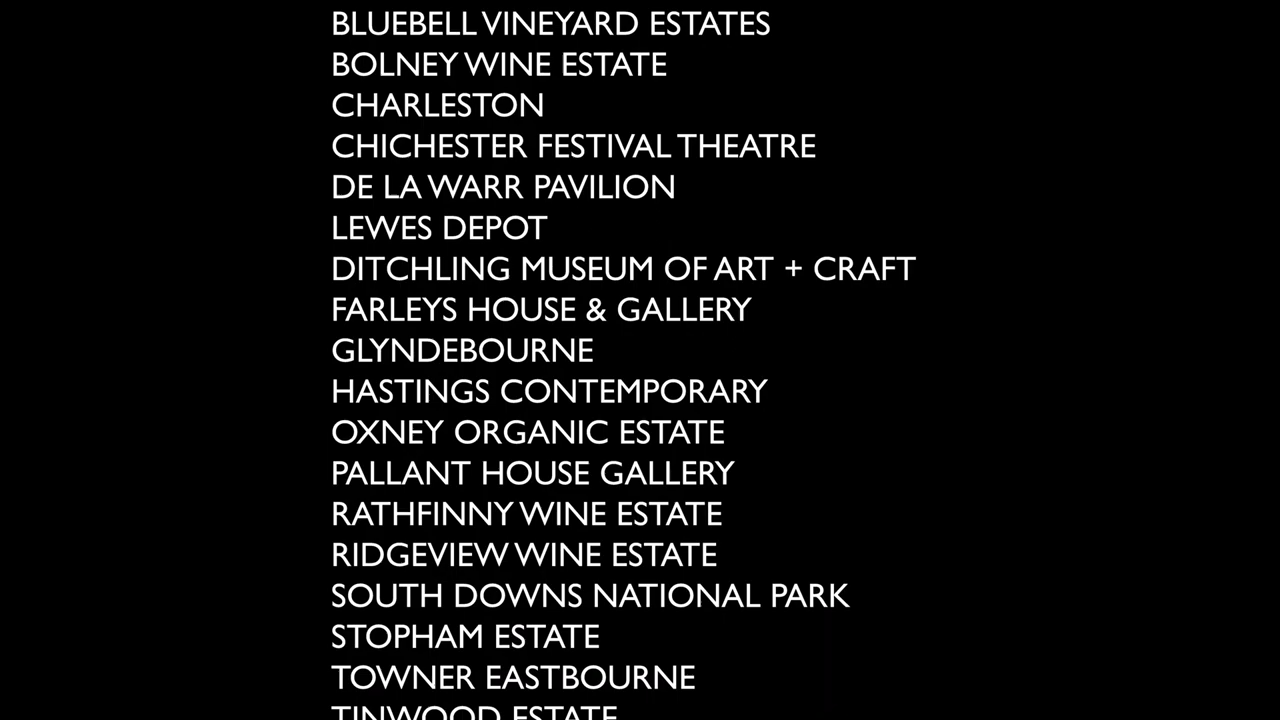 BLUEBELL VINEYARD ESTATES
BOLNEY WINE ESTATE
CHARLESTON
CHICHESTER FESTIVAL THEATRE
DE LA WARR PAVILION
LEWES DEPOT
DITCHLING MUSEUM OF ART + CRAFT
FARLEYS HOUSE & GALLERY
GLYNDEBOURNE
HASTINGS CONTEMPORARY
OXNEY ORGANIC ESTATE
PALLANT HOUSE GALLERY
RATHFINNY WINE ESTATE
RIDGEVIEW WINE ESTATE
SOUTH DOWNS NATIONAL PARK
STOPHAM ESTATE
TOWNER EASTBOURNE
TINWOOD ESTATE